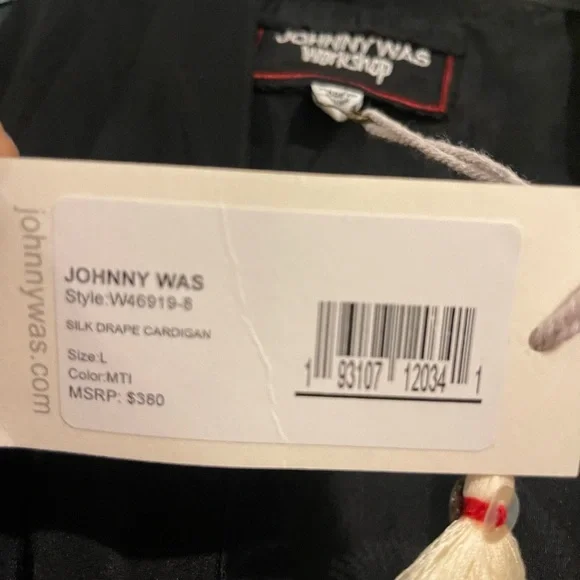 JOHNNY WAS
workshop
johnnywas.com
JOHNNY WAS
Style:W46919-8
SILK DRAPE CARDIGAN
Size:L
Color:MTI
MSRP: $380
1 93107 12034 1